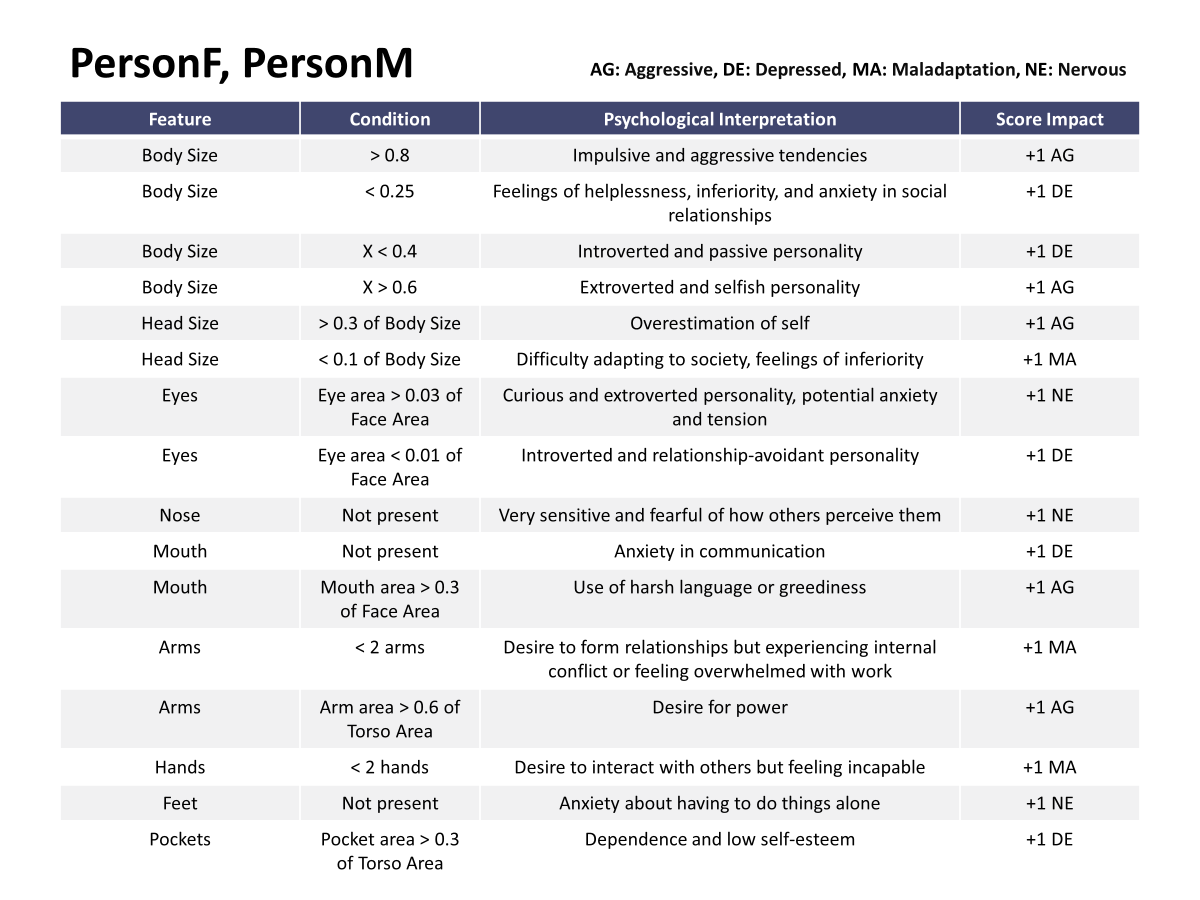 PersonF, PersonM
AG: Aggressive, DE: Depressed, MA: Maladaptation, NE: Nervous
Feature Condition Psychological Interpretation Score Impact
Body Size > 0.8 Impulsive and aggressive tendencies +1 AG
Body Size < 0.25 Feelings of helplessness, inferiority, and anxiety in social +1 DE
relationships
Body Size X < 0.4 Introverted and passive personality +1 DE
Body Size X > 0.6 Extroverted and selfish personality +1 AG
Head Size > 0.3 of Body Size Overestimation of self +1 AG
Head Size < 0.1 of Body Size Difficulty adapting to society, feelings of inferiority +1 MA
Eyes Eye area > 0.03 of Curious and extroverted personality, potential anxiety +1 NE
Face Area and tension
Eyes Eye area < 0.01 of Introverted and relationship-avoidant personality +1 DE
Face Area
Nose Not present Very sensitive and fearful of how others perceive them +1 NE
Mouth Not present Anxiety in communication +1 DE
Mouth Mouth area > 0.3 Use of harsh language or greediness +1 AG
of Face Area
Arms < 2 arms Desire to form relationships but experiencing internal +1 MA
conflict or feeling overwhelmed with work
Arms Arm area > 0.6 of Desire for power +1 AG
Torso Area
Hands < 2 hands Desire to interact with others but feeling incapable +1 MA
Feet Not present Anxiety about having to do things alone +1 NE
Pockets Pocket area > 0.3 Dependence and low self-esteem +1 DE
of Torso Area